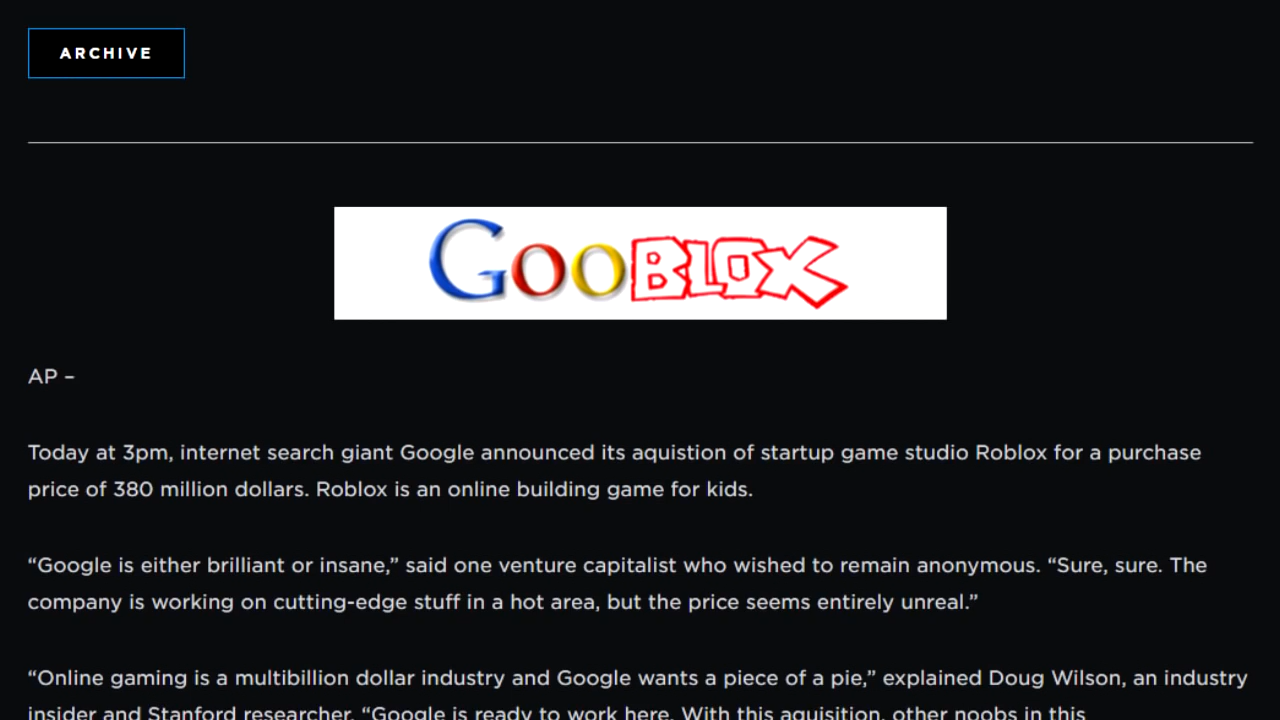 ARCHIVE
GooBLOX
AP –
Today at 3pm, internet search giant Google announced its aquistion of startup game studio Roblox for a purchase
price of 380 million dollars. Roblox is an online building game for kids.
“Google is either brilliant or insane,” said one venture capitalist who wished to remain anonymous. “Sure, sure. The
company is working on cutting-edge stuff in a hot area, but the price seems entirely unreal.”
“Online gaming is a multibillion dollar industry and Google wants a piece of a pie,” explained Doug Wilson, an industry
insider and Stanford researcher. “Google is ready to work here. With this aquisition, other noobs in this